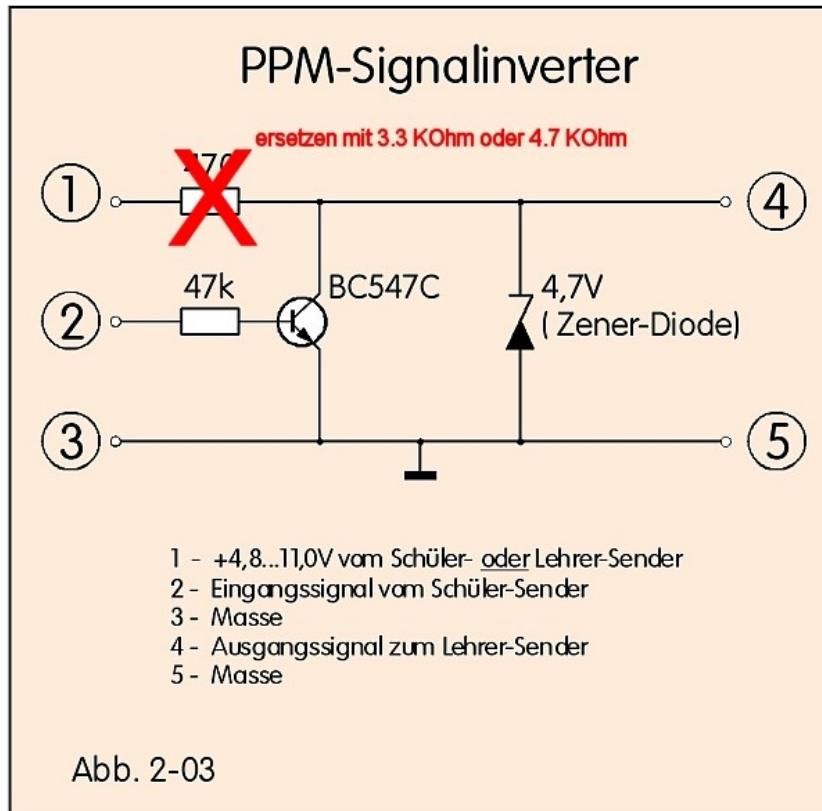 PPM-Signalinverter
ersetzen mit 3.3 KOhm oder 4.7 KOhm
1
4
47k
BC547C
4,7V
2
( Zener-Diode)
3
5
1 - +4,8...11,0V vom Schüler- oder Lehrer-Sender
2 - Eingangssignal vom Schüler-Sender
3 - Masse
4 - Ausgangssignal zum Lehrer-Sender
5 - Masse
Abb. 2-03